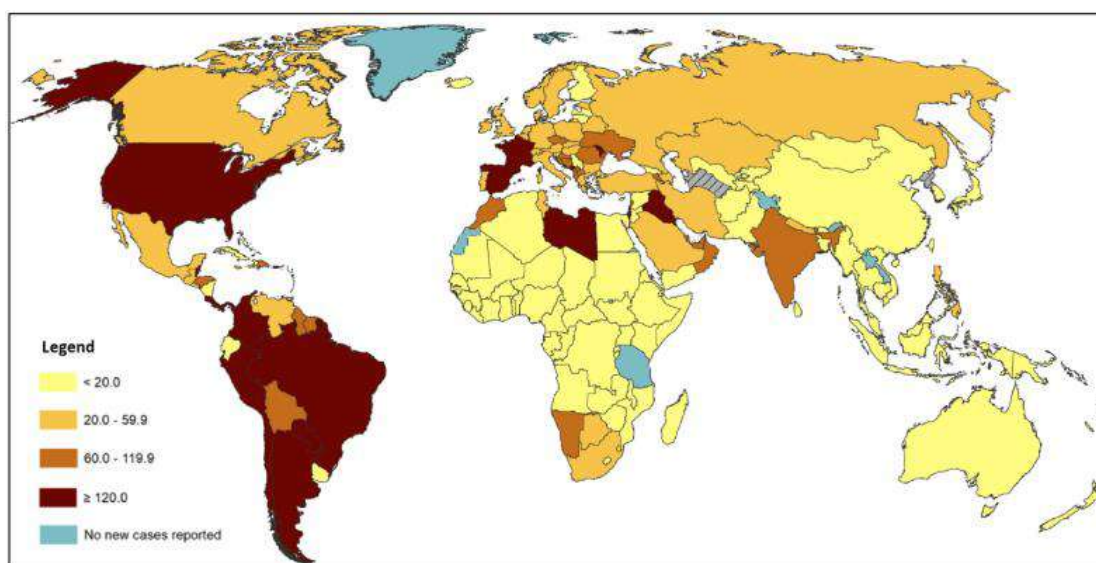 Legend
< 20.0
20.0 - 59.9
60.0 - 119.9
≥ 120.0
No new cases reported